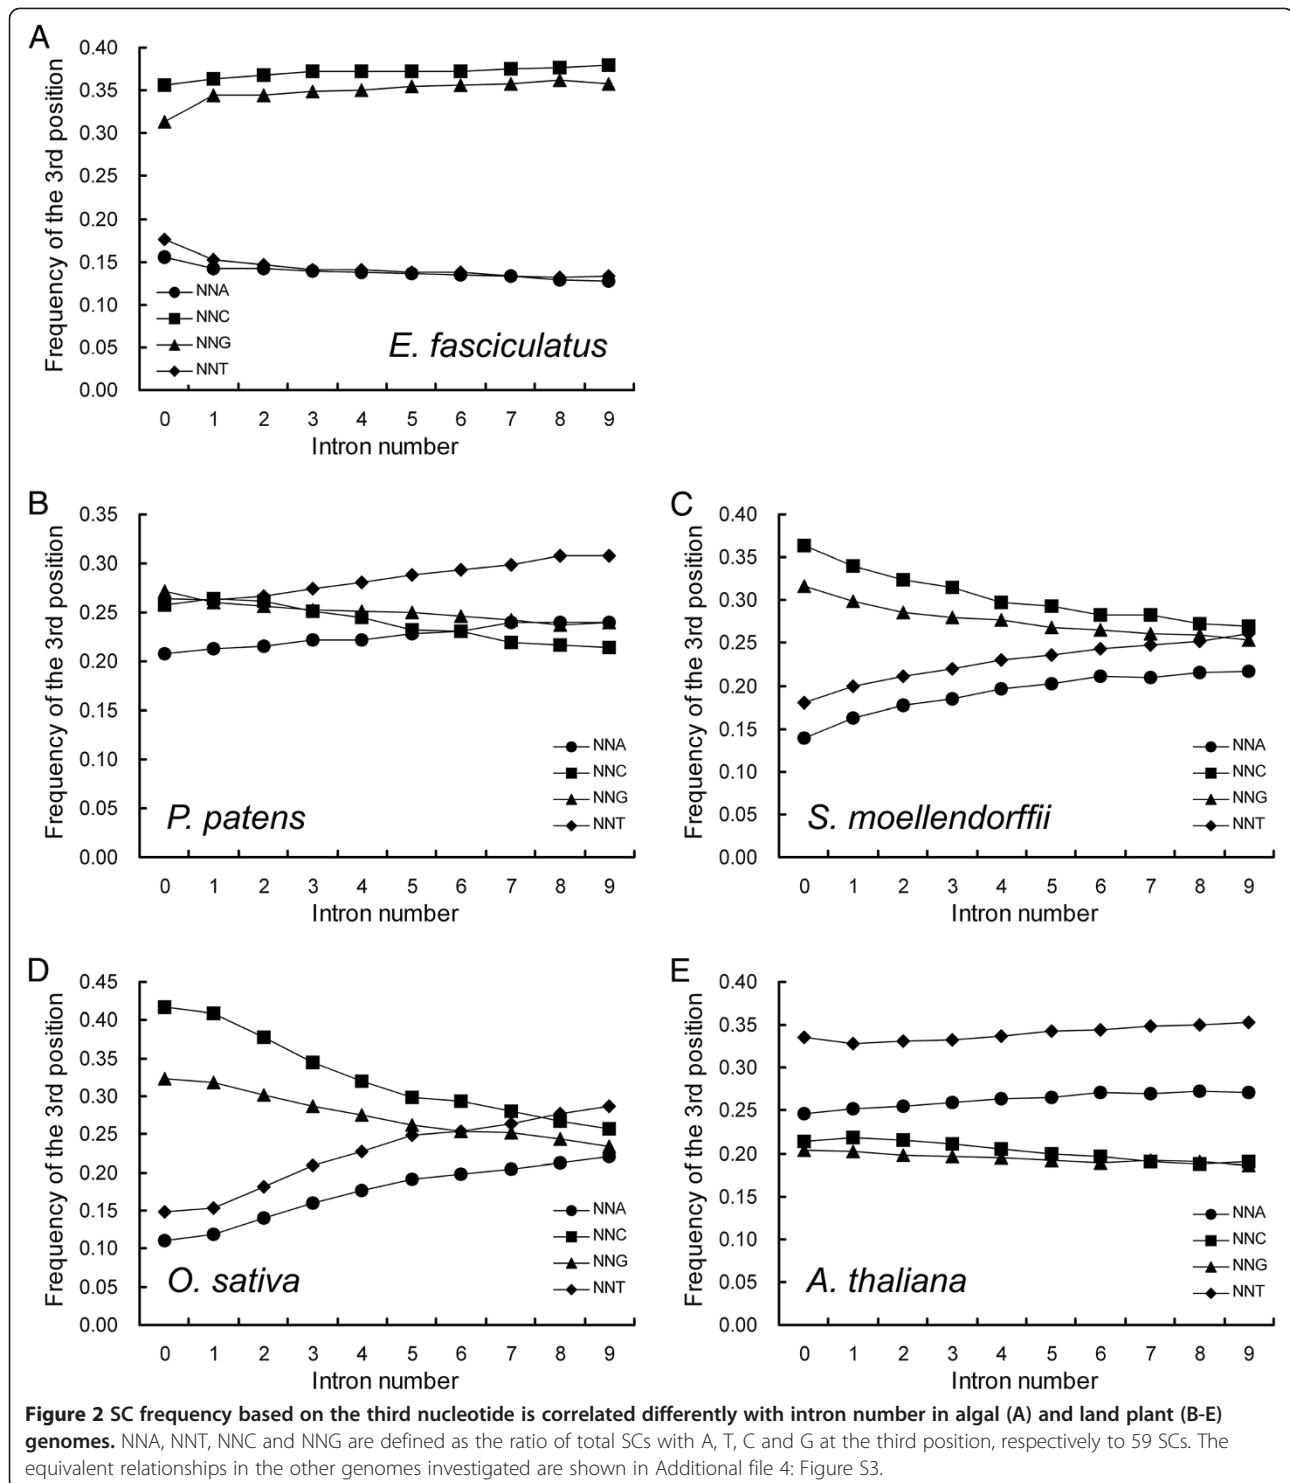 A
Frequency of the 3rd position
0.40
0.35
0.30
0.25
0.20
0.15
0.10
0.05
0.00
NNA
NNC
NNG
NNT
E. fasciculatus
0 1 2 3 4 5 6 7 8 9
Intron number
B
Frequency of the 3rd position
0.35
0.30
0.25
0.20
0.15
0.10
0.05
0.00
NNA
NNC
NNG
NNT
P. patens
0 1 2 3 4 5 6 7 8 9
Intron number
C
Frequency of the 3rd position
0.40
0.35
0.30
0.25
0.20
0.15
0.10
0.05
0.00
NNA
NNC
NNG
NNT
S. moellendorffii
0 1 2 3 4 5 6 7 8 9
Intron number
D
Frequency of the 3rd position
0.45
0.40
0.35
0.30
0.25
0.20
0.15
0.10
0.05
0.00
NNA
NNC
NNG
NNT
O. sativa
0 1 2 3 4 5 6 7 8 9
Intron number
E
Frequency of the 3rd position
0.40
0.35
0.30
0.25
0.20
0.15
0.10
0.05
0.00
NNA
NNC
NNG
NNT
A. thaliana
0 1 2 3 4 5 6 7 8 9
Intron number
Figure 2 SC frequency based on the third nucleotide is correlated differently with intron number in algal (A) and land plant (B-E)
genomes. NNA, NNT, NNC and NNG are defined as the ratio of total SCs with A, T, C and G at the third position, respectively to 59 SCs. The
equivalent relationships in the other genomes investigated are shown in Additional file 4: Figure S3.